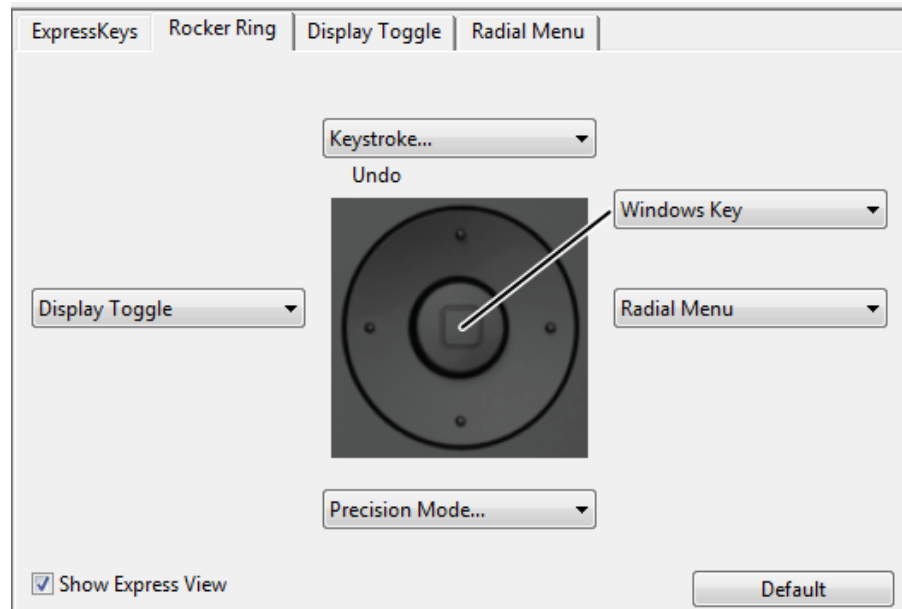 ExpressKeys Rocker Ring Display Toggle Radial Menu
Keystroke...
Undo
Windows Key
Display Toggle
Radial Menu
Precision Mode...
Show Express View
Default